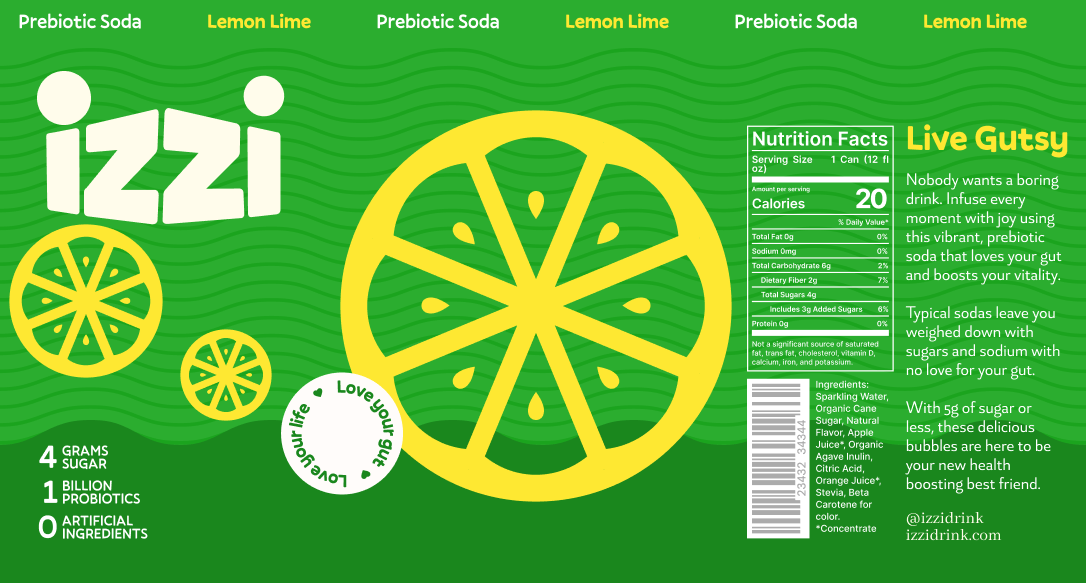 Prebiotic Soda Lemon Lime Prebiotic Soda Lemon Lime Prebiotic Soda Lemon Lime
izzi
4 GRAMS
SUGAR
1 BILLION
PROBIOTICS
0 ARTIFICIAL
INGREDIENTS
Love your gut
Love your life
Nutrition Facts
Serving Size 1 Can (12 fl
oz)
Amount per serving
Calories 20
% Daily Value*
Total Fat 0g 0%
Sodium 0mg 0%
Total Carbohydrate 6g 2%
Dietary Fiber 2g 7%
Total Sugars 4g
Includes 3g Added Sugars 6%
Protein 0g 0%
Not a significant source of saturated
fat, trans fat, cholesterol, vitamin D,
calcium, iron, and potassium.
23432 34344
Ingredients:
Sparkling Water,
Organic Cane
Sugar, Natural
Flavor, Apple
Juice*, Organic
Agave Inulin,
Citric Acid,
Orange Juice*,
Stevia, Beta
Carotene for
color.
*Concentrate
Live Gutsy
Nobody wants a boring
drink. Infuse every
moment with joy using
this vibrant, prebiotic
soda that loves your gut
and boosts your vitality.
Typical sodas leave you
weighed down with
sugars and sodium with
no love for your gut.
With 5g of sugar or
less, these delicious
bubbles are here to be
your new health
boosting best friend.
@izzidrink
izzidrink.com